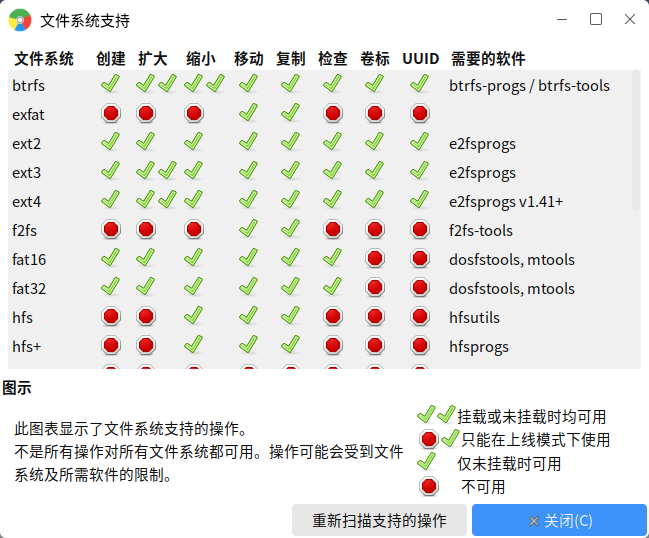 文件系统支持
文件系统 创建 扩大 缩小 移动 复制 检查 卷标 UUID 需要的软件
btrfs btrfs-progs / btrfs-tools
exfat
ext2 e2fsprogs
ext3 e2fsprogs
ext4 e2fsprogs v1.41+
f2fs f2fs-tools
fat16 dosfstools, mtools
fat32 dosfstools, mtools
hfs hfsutils
hfs+ hfsprogs
图示
此图表显示了文件系统支持的操作。
不是所有操作对所有文件系统都可用。操作可能会受到文件
系统及所需软件的限制。
挂载或未挂载时均可用
只能在上线模式下使用
仅未挂载时可用
不可用
重新扫描支持的操作
关闭(C)